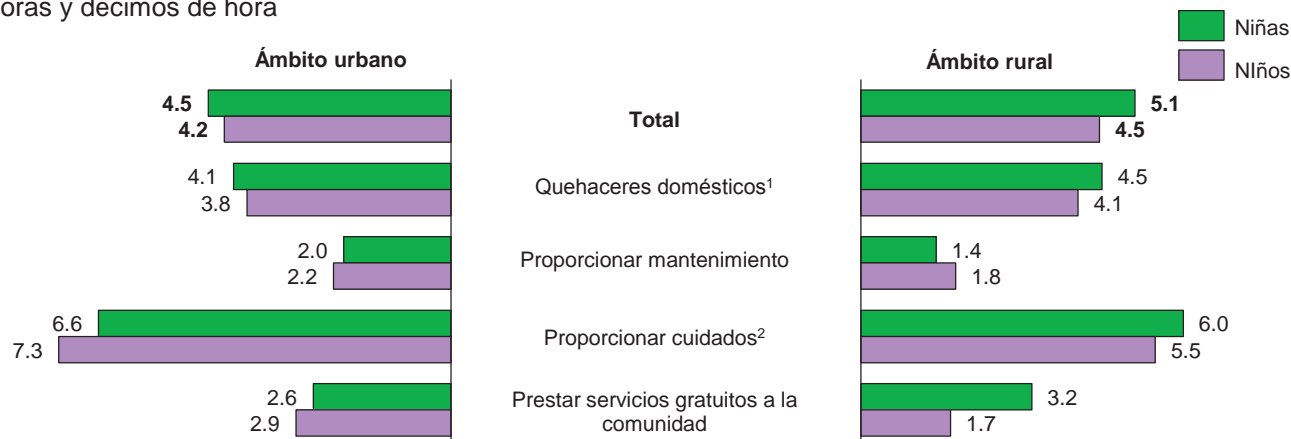 oras y décimos de hora
Niñas
NIños
Ámbito urbano
Ámbito rural
4.5
4.2
Total
5.1
4.5
4.1
3.8
Quehaceres domésticos¹
4.5
4.1
2.0
2.2
Proporcionar mantenimiento
1.4
1.8
6.6
7.3
Proporcionar cuidados²
6.0
5.5
2.6
2.9
Prestar servicios gratuitos a la
comunidad
3.2
1.7